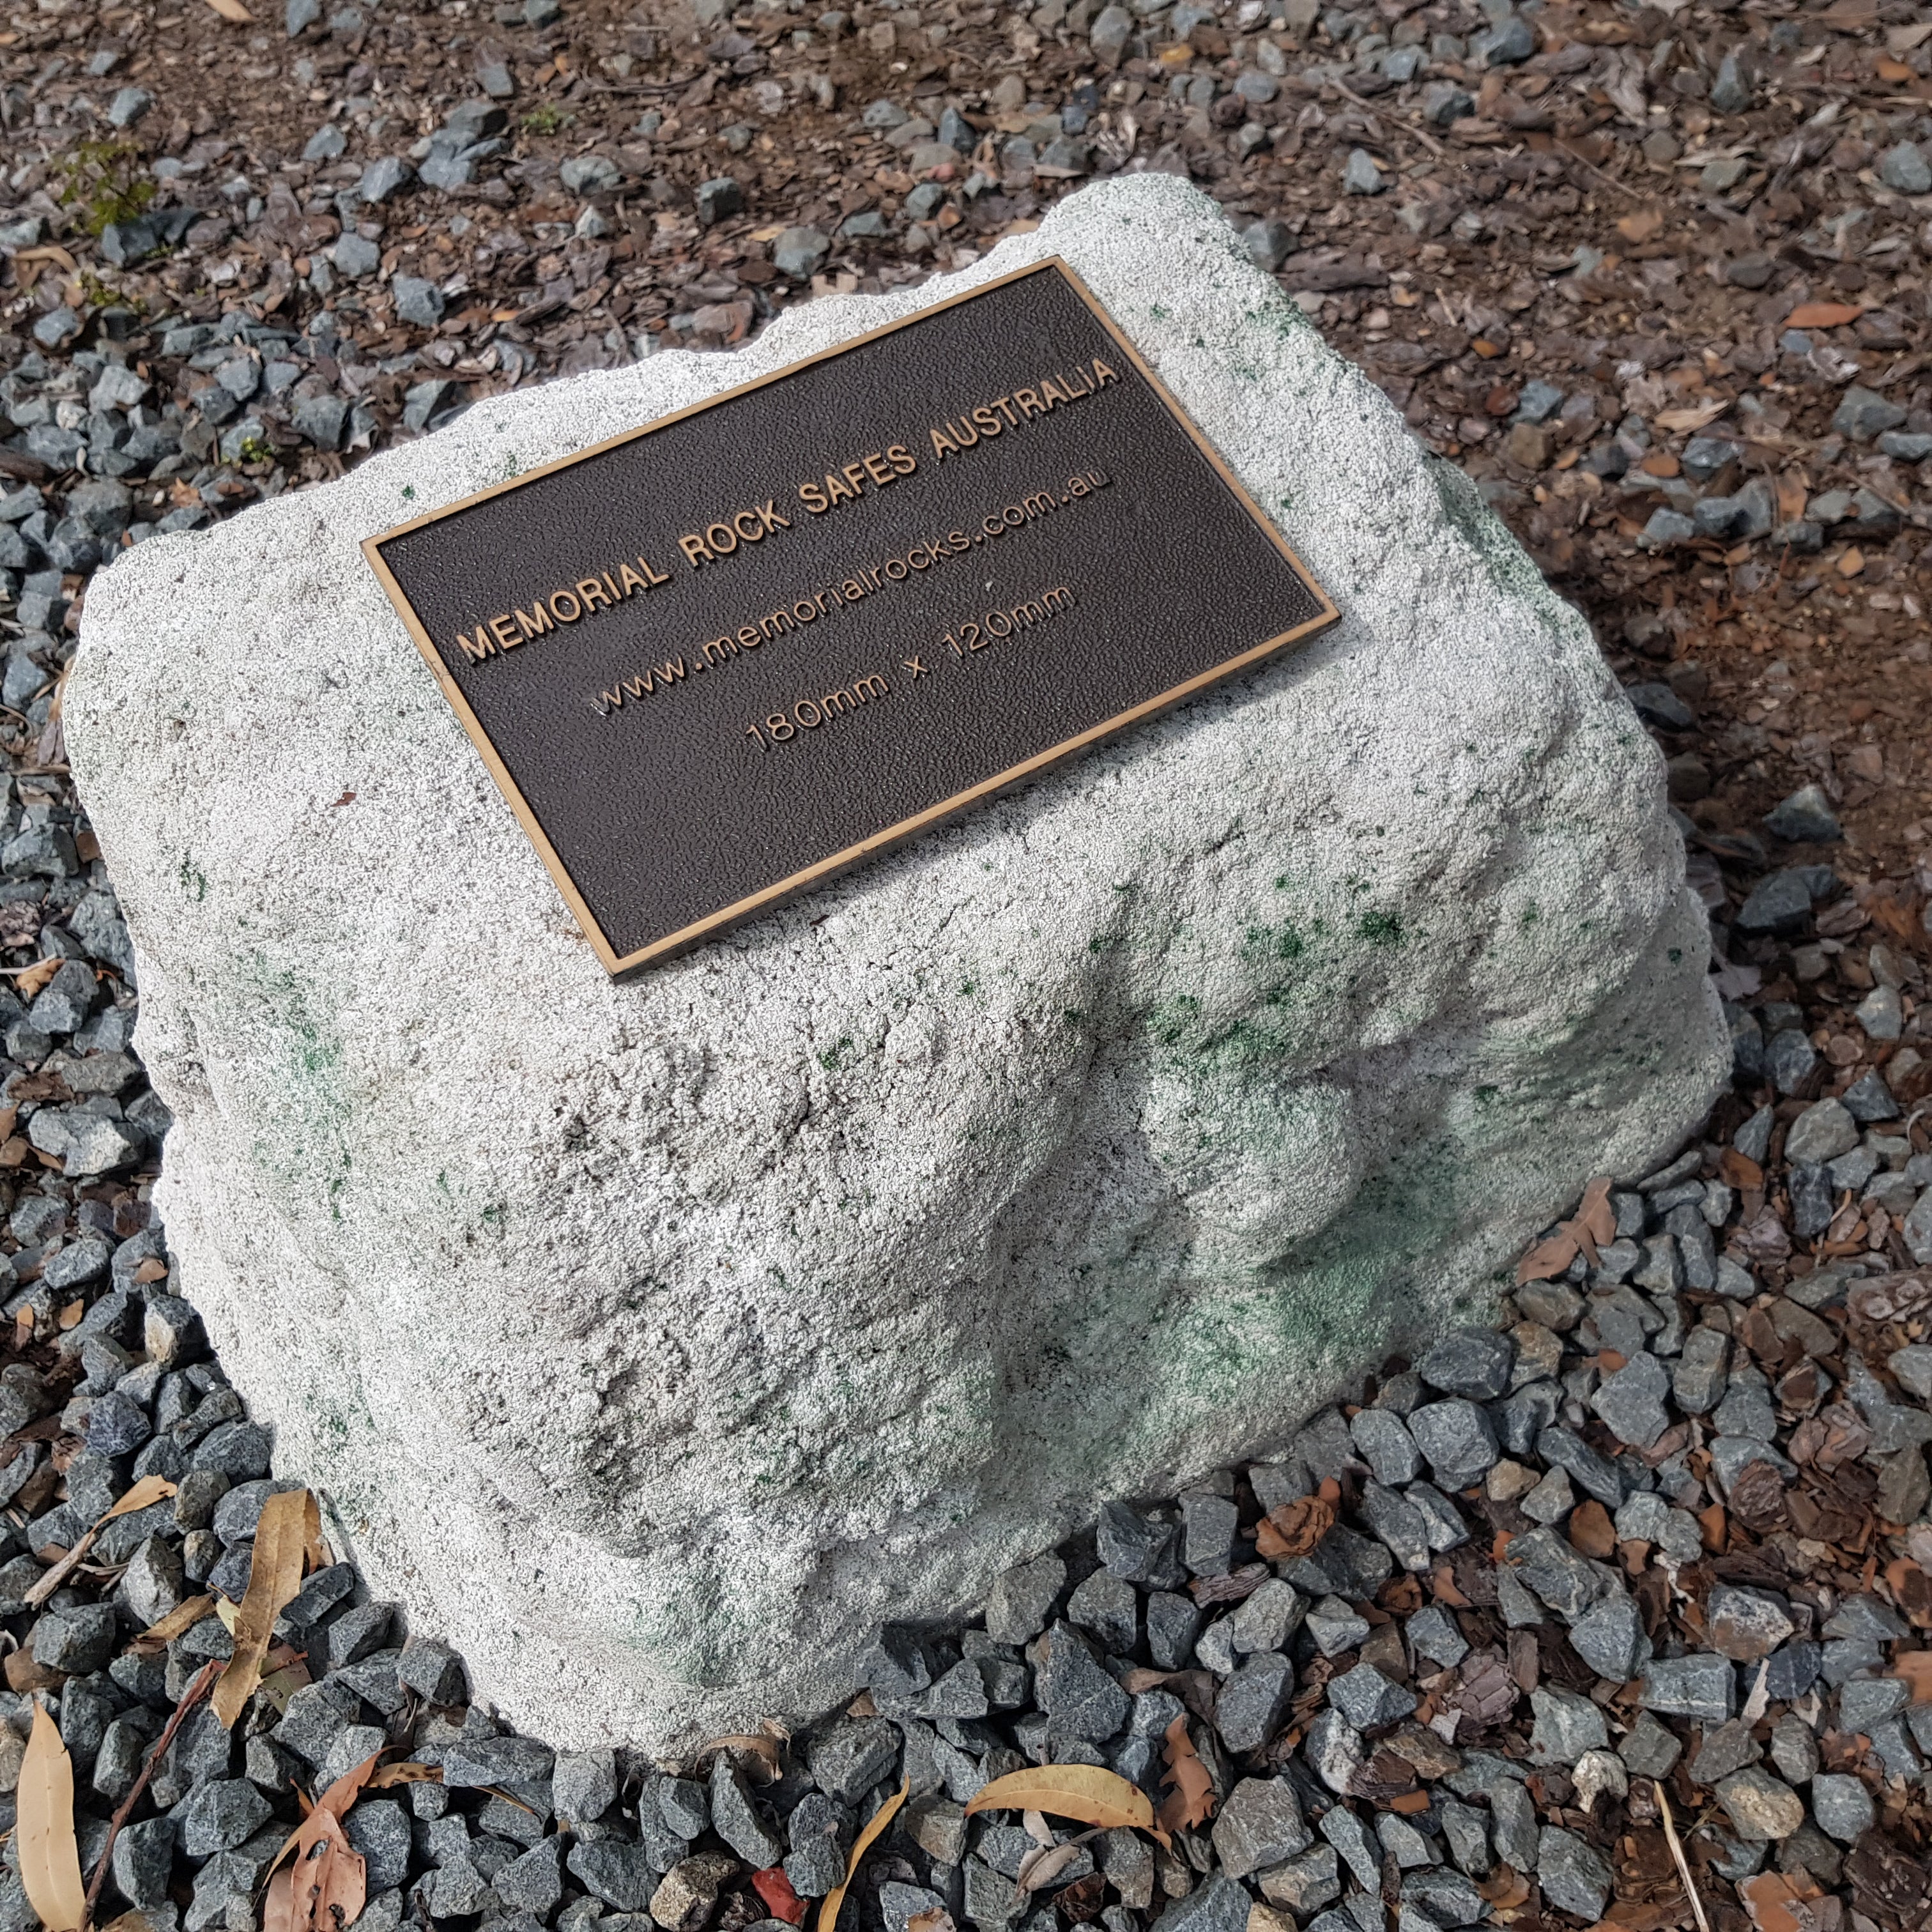 MEMORIAL ROCK SAFES AUSTRALIA
www.memorialrocks.com.au
180mm x 120mm